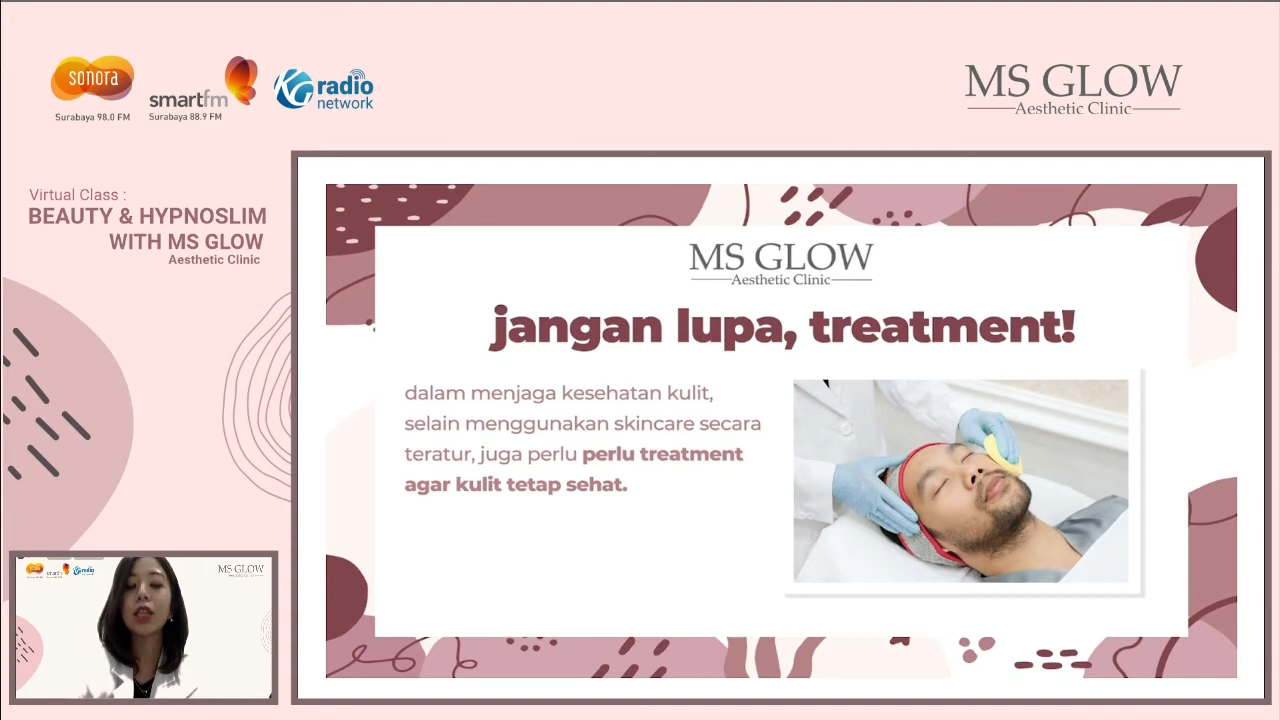 sonora
Surabaya 98.0 FM
smartfm
Surabaya 88.9 FM
KG radio
network
MS GLOW
Aesthetic Clinic
Virtual Class :
BEAUTY & HYPNOSLIM
WITH MS GLOW
Aesthetic Clinic
MS GLOW
Aesthetic Clinic
jangan lupa, treatment!
dalam menjaga kesehatan kulit,
selain menggunakan skincare secara
teratur, juga perlu perlu treatment
agar kulit tetap sehat.
MS GLOW